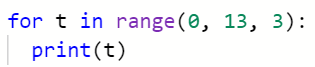 for t in range(0, 13, 3):
  print(t)